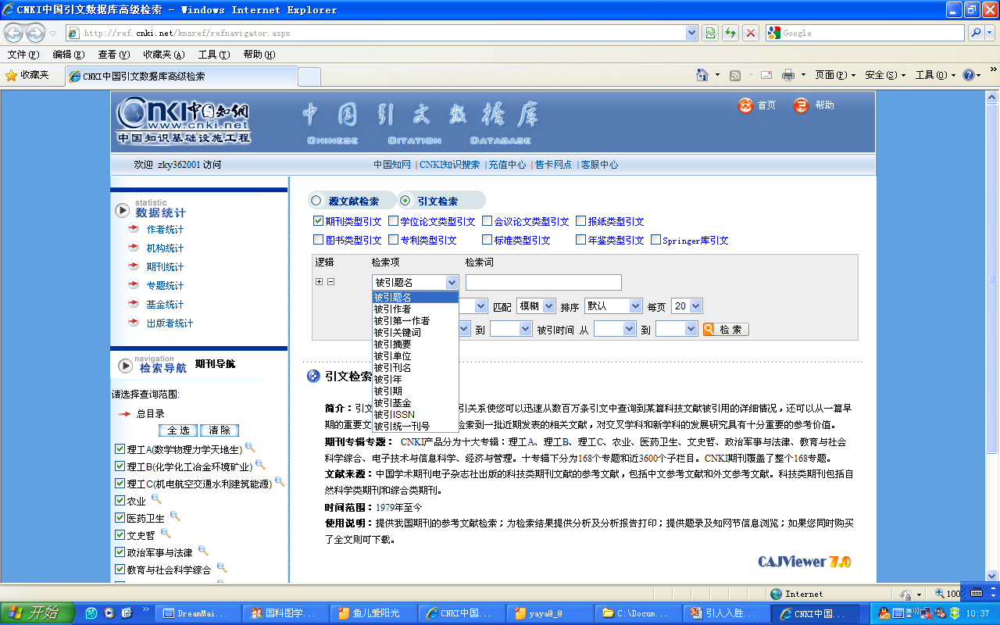 CNKI中国引文数据库高级检索 - Windows Internet Explorer
http://ref.cnki.net/knsref/refnavigator.aspx
Google
文件(F) 编辑(E) 查看(V) 收藏夹(A) 工具(T) 帮助(H)
收藏夹 CNKI中国引文数据库高级检索 页面(P) 安全(S) 工具(O)
Cnki中国知网
www.cnki.net
中国知识基础设施工程
中国引文数据库
CHINESE CITATION DATABASE
首页 帮助
欢迎 zky362001 访问
中国知网 |CNKI知识搜索 |充值中心 |售卡网点 |客服中心
statistic
数据统计
作者统计
机构统计
期刊统计
专题统计
基金统计
出版者统计
navigation
检索导航 期刊导航
请选择查询范围:
总目录
全选 清除
理工A(数学物理力学天地生)
理工B(化学化工冶金环境矿业)
理工C(机电航空交通水利建筑能源)
农业
医药卫生
文史哲
政治军事与法律
教育与社会科学综合
源文献检索 引文检索
期刊类型引文 学位论文类型引文 会议论文类型引文 报纸类型引文
图书类型引文 专利类型引文 标准类型引文 年鉴类型引文 Springer库引文
逻辑 检索项 检索词
被引题名
被引题名
被引作者
被引第一作者
被引关键词
被引摘要
被引单位
被引刊名
被引年
被引期
被引基金
被引ISSN
被引统一刊号
匹配 模糊 排序 默认 每页 20
到 被引时间 从 到 检索
引文检索
简介：引文 引关系使您可以迅速从数百万条引文中查询到某篇科技文献被引用的详细情况，还可以从一篇早
期的重要文 检索到一批近期发表的相关文献，对交叉学科和新学科的发展研究具有十分重要的参考价值。
期刊专辑专题： CNKI产品分为十大专辑：理工A、理工B、理工C、农业、医药卫生、文史哲、政治军事与法律、教育与社会
科学综合、电子技术与信息科学、经济与管理。十专辑下分为168个专题和近3600个子栏目。CNKI期刊覆盖了整个168专题。
文献来源：中国学术期刊电子杂志社出版的科技类期刊文献的参考文献，包括中文参考文献和外文参考文献。科技类期刊包括自
然科学类期刊和综合类期刊。
时间范围：1979年至今
使用说明：提供我国期刊的参考文献检索；为检索结果提供分析及分析报告打印；提供题录及知网节信息浏览；如果您同时购买
了全文则可下载。
CAJViewer 7.0
Internet 100
开始 DreamMai... 国科图学... 鱼儿爱阳光 CNKI中国... yaya@_@ C:\Docum... 引人入胜... CNKI中国... 10:37